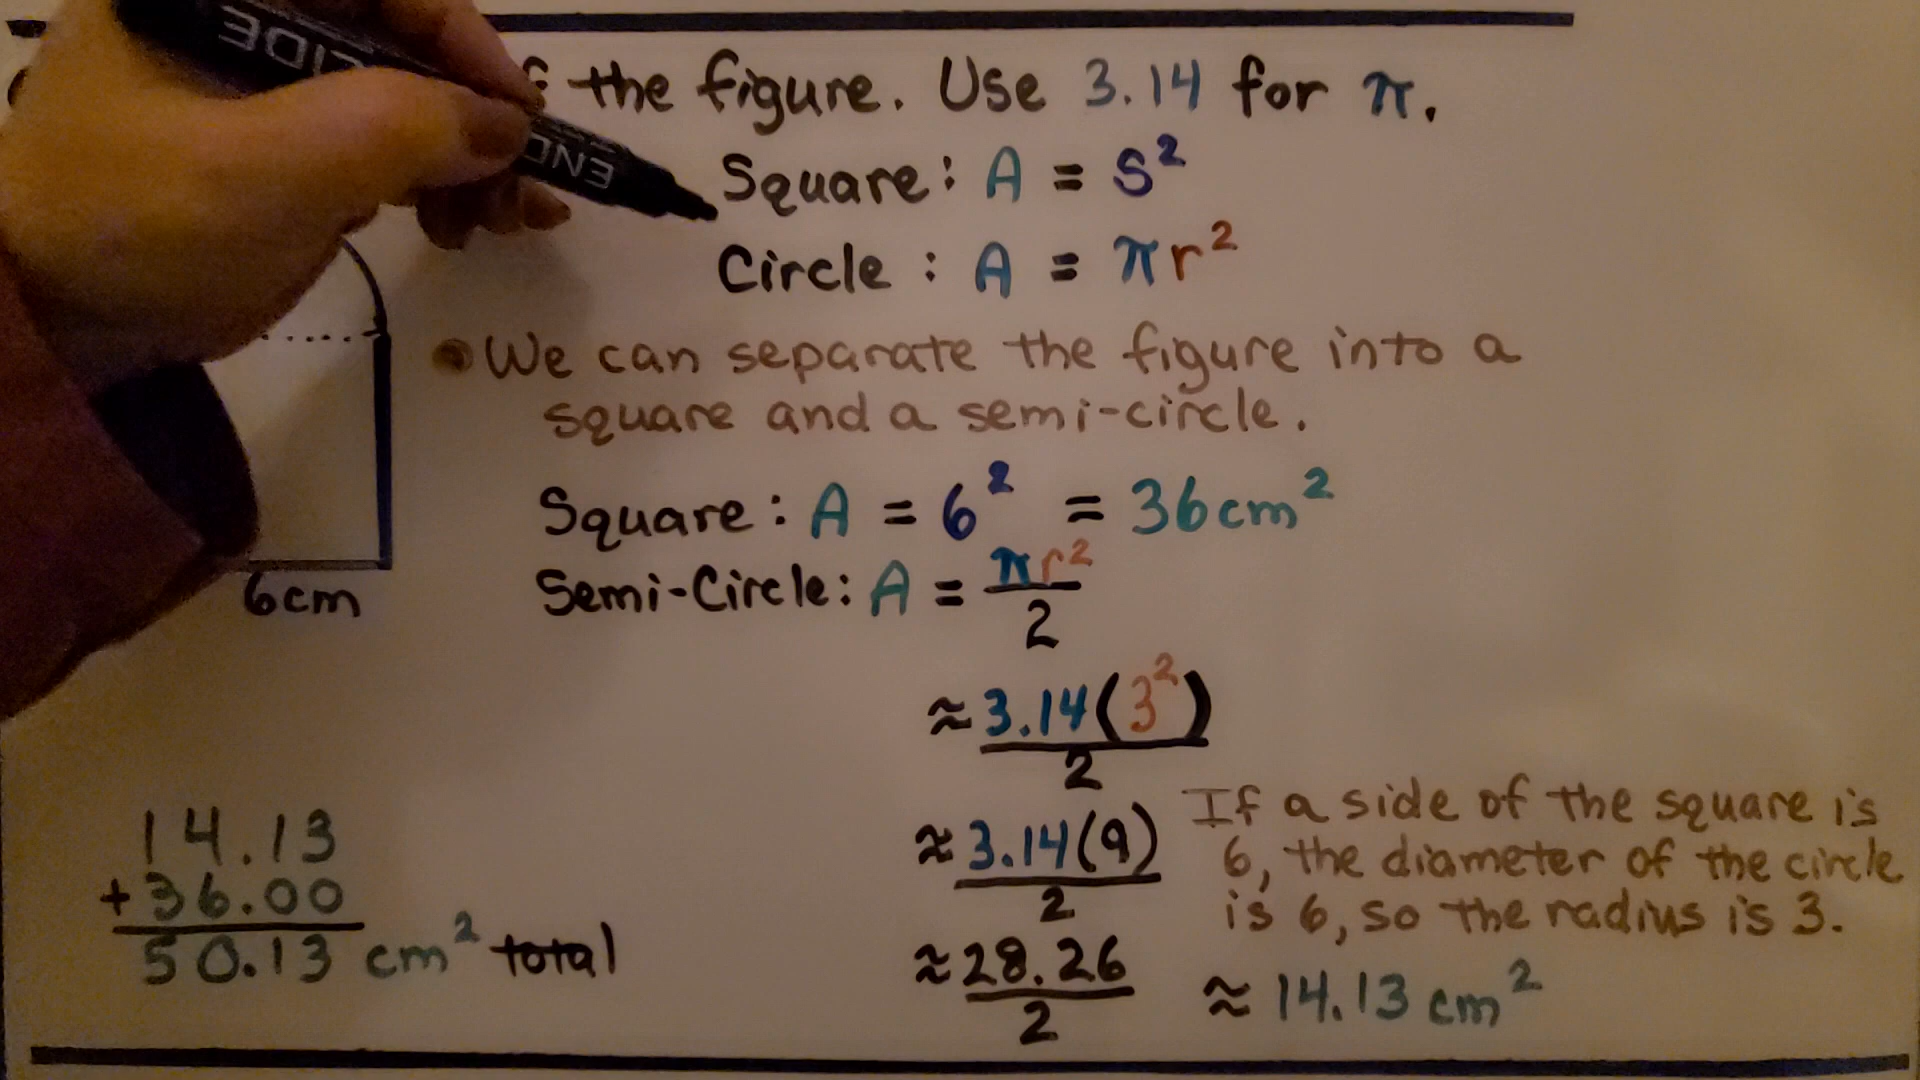 the figure. Use 3.14 for π.
Square: A = S²
Circle : A = πr²
We can separate the figure into a
square and a semi-circle.
6cm
Square: A = 6² = 36cm²
Semi-Circle: A = πr²/2
≈ 3.14(3²)/2
≈ 3.14(9)/2
If a side of the square is
6, the diameter of the circle
is 6, so the radius is 3.
≈ 28.26/2 ≈ 14.13 cm²
14.13
+36.00
50.13 cm² total